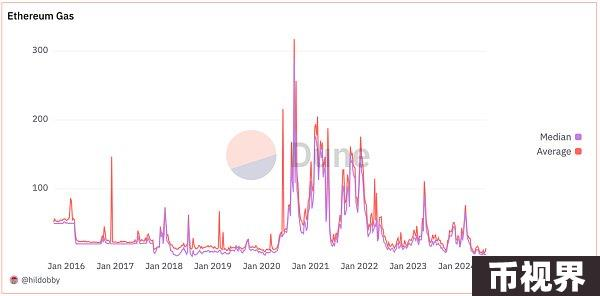 Ethereum Gas
300
200
100
Dune
Median
Average
Jan 2016 Jan 2017 Jan 2018 Jan 2019 Jan 2020 Jan 2021 Jan 2022 Jan 2023 Jan 2024
@hildobby
币视界